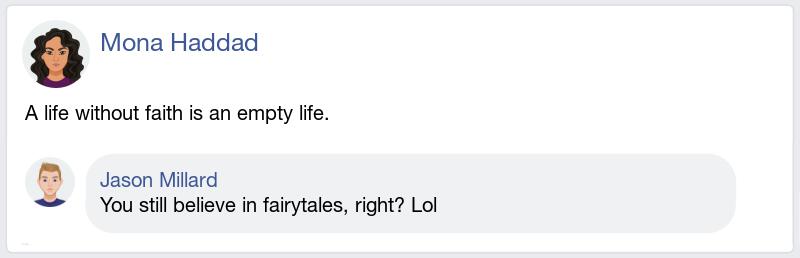 Mona Haddad
A life without faith is an empty life.
Jason Millard
You still believe in fairytales, right? Lol